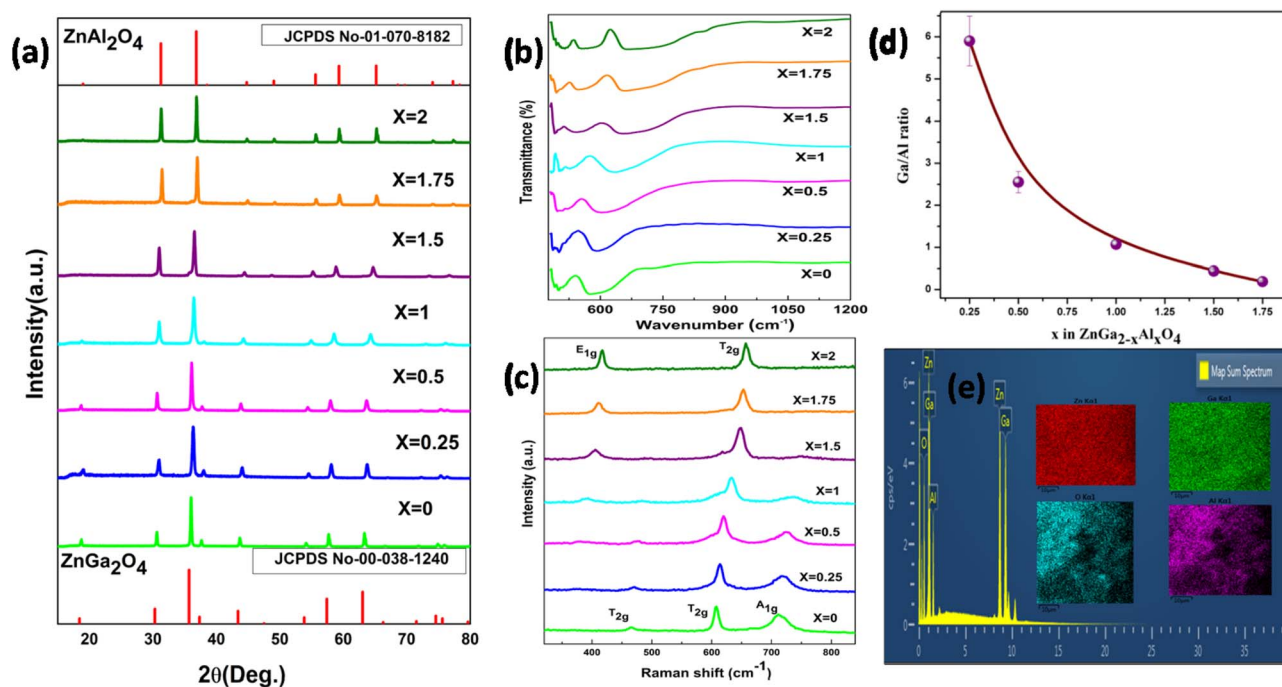 (a)
ZnAl2O4
JCPDS No-01-070-8182
X=2
X=1.75
X=1.5
X=1
X=0.5
X=0.25
X=0
ZnGa2O4
JCPDS No-00-038-1240
Intensity(a.u.)
20 30 40 50 60 70 80
2θ(Deg.)
(b)
Transmittance (%)
X=2
X=1.75
X=1.5
X=1
X=0.5
X=0.25
X=0
600 750 900 1050 1200
Wavenumber (cm-1)
(c)
Intensity (a.u.)
E1g T2g
X=2
X=1.75
X=1.5
X=1
X=0.5
X=0.25
T2g T2g A1g
X=0
400 500 600 700 800
Raman shift (cm-1)
(d)
Ga/Al ratio
6
5
4
3
2
1
0
0.25 0.50 0.75 1.00 1.25 1.50 1.75
x in ZnGa2-xAlxO4
(e)
Map Sum Spectrum
cps/eV
6
4
2
0
Zn
Ga
O
Al
Zn
Ga
Zn Kα1
Ga Kα1
O Kα1
Al Kα1
10µm
10µm
10µm
10µm
0 5 10 15 20 25 30 35